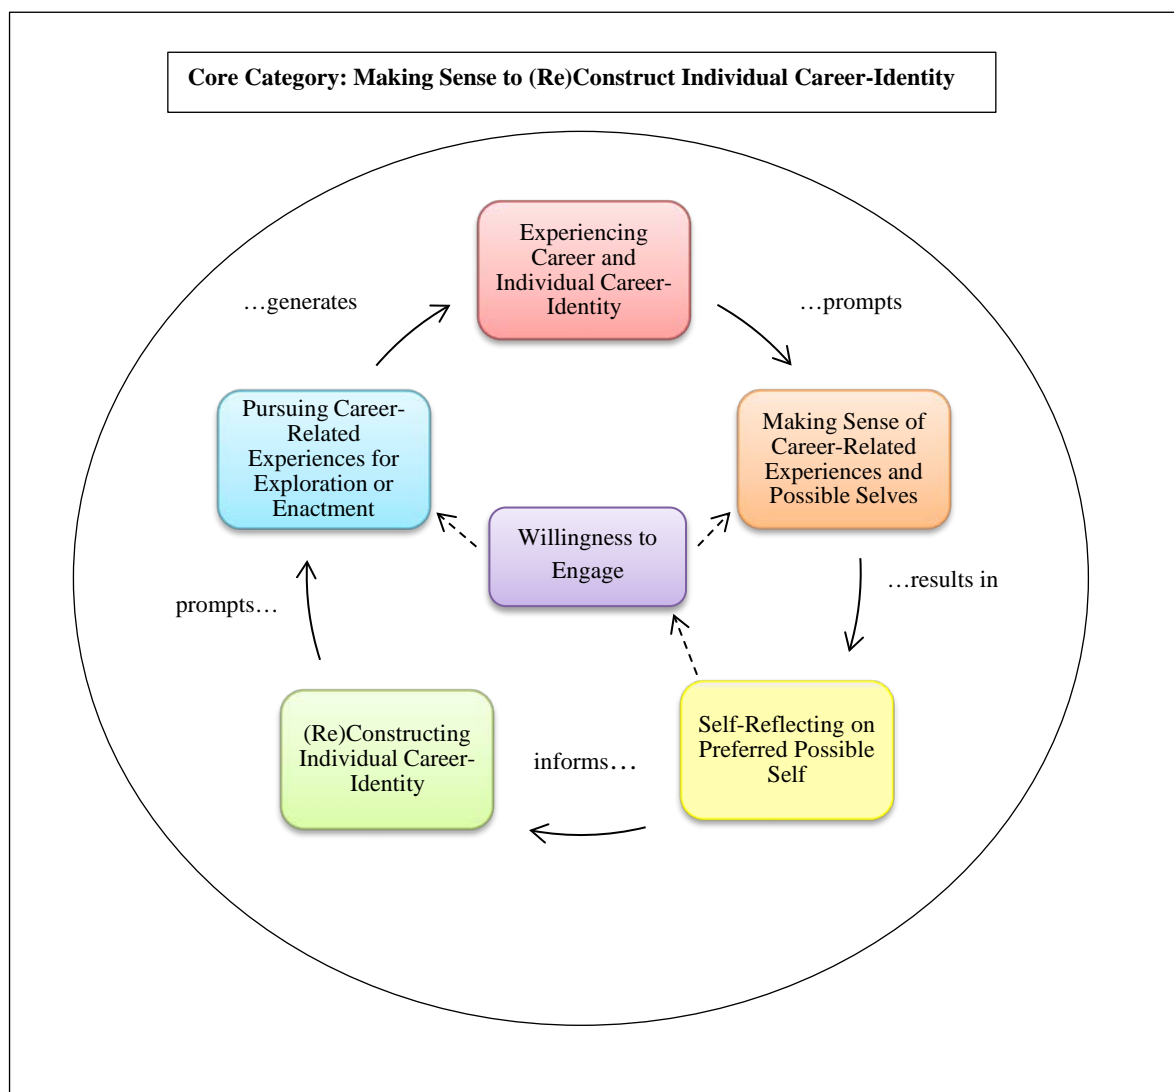 Core Category: Making Sense to (Re)Construct Individual Career-Identity
Experiencing
Career and
Individual Career-
Identity
…generates
…prompts
Pursuing Career-
Related
Experiences for
Exploration or
Enactment
Making Sense of
Career-Related
Experiences and
Possible Selves
Willingness to
Engage
…results in
prompts…
(Re)Constructing
Individual Career-
Identity
informs…
Self-Reflecting on
Preferred Possible
Self